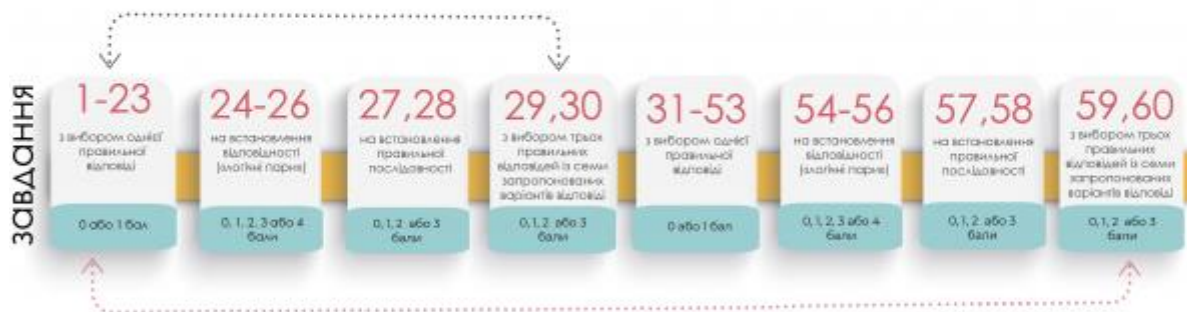 ЗАВДАННЯ
1-23
з вибором однієї
правильної
відповіді
0 або 1 бал
24-26
на встановлення
відповідності
(логічні пари)
0, 1, 2, 3 або 4
бали
27,28
на встановлення
правильної
послідовності
0, 1, 2 або 3
бали
29,30
з вибором трьох
правильних
відповідей із семи
запропонованих
варіантів відповіді
0, 1, 2 або 3
бали
31-53
з вибором однієї
правильної
відповіді
0 або 1 бал
54-56
на встановлення
відповідності
(логічні пари)
0, 1, 2, 3 або 4
бали
57,58
на встановлення
правильної
послідовності
0, 1, 2 або 3
бали
59,60
з вибором трьох
правильних
відповідей із семи
запропонованих
варіантів відповіді
0, 1, 2 або 3
бали